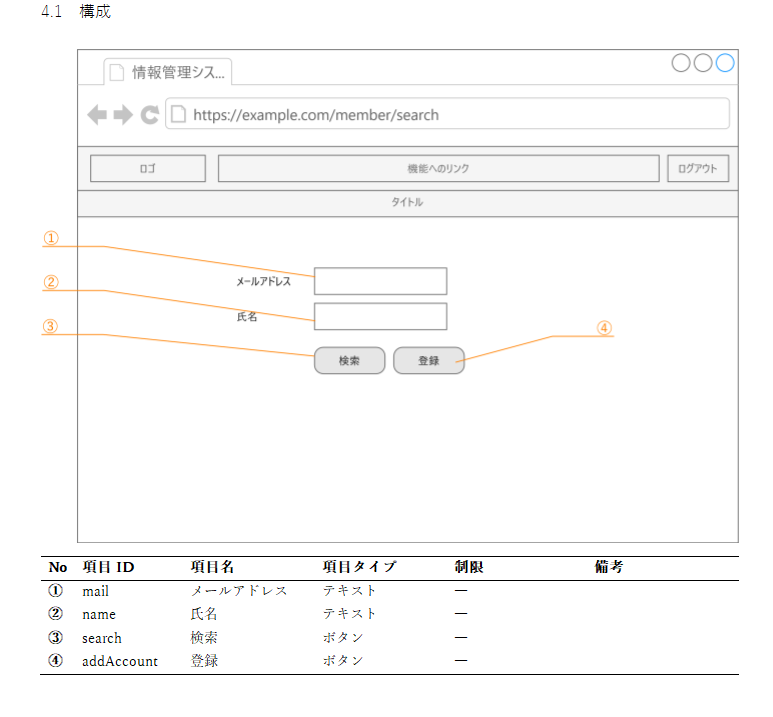 4.1 構成
情報管理シス...
https://example.com/member/search
ロゴ 機能へのリンク ログアウト
タイトル
①
メールアドレス
②
氏名
③ ④
検索 登録
No 項目 ID 項目名 項目タイプ 制限 備考
① mail メールアドレス テキスト ―
② name 氏名 テキスト ―
③ search 検索 ボタン ―
④ addAccount 登録 ボタン ―